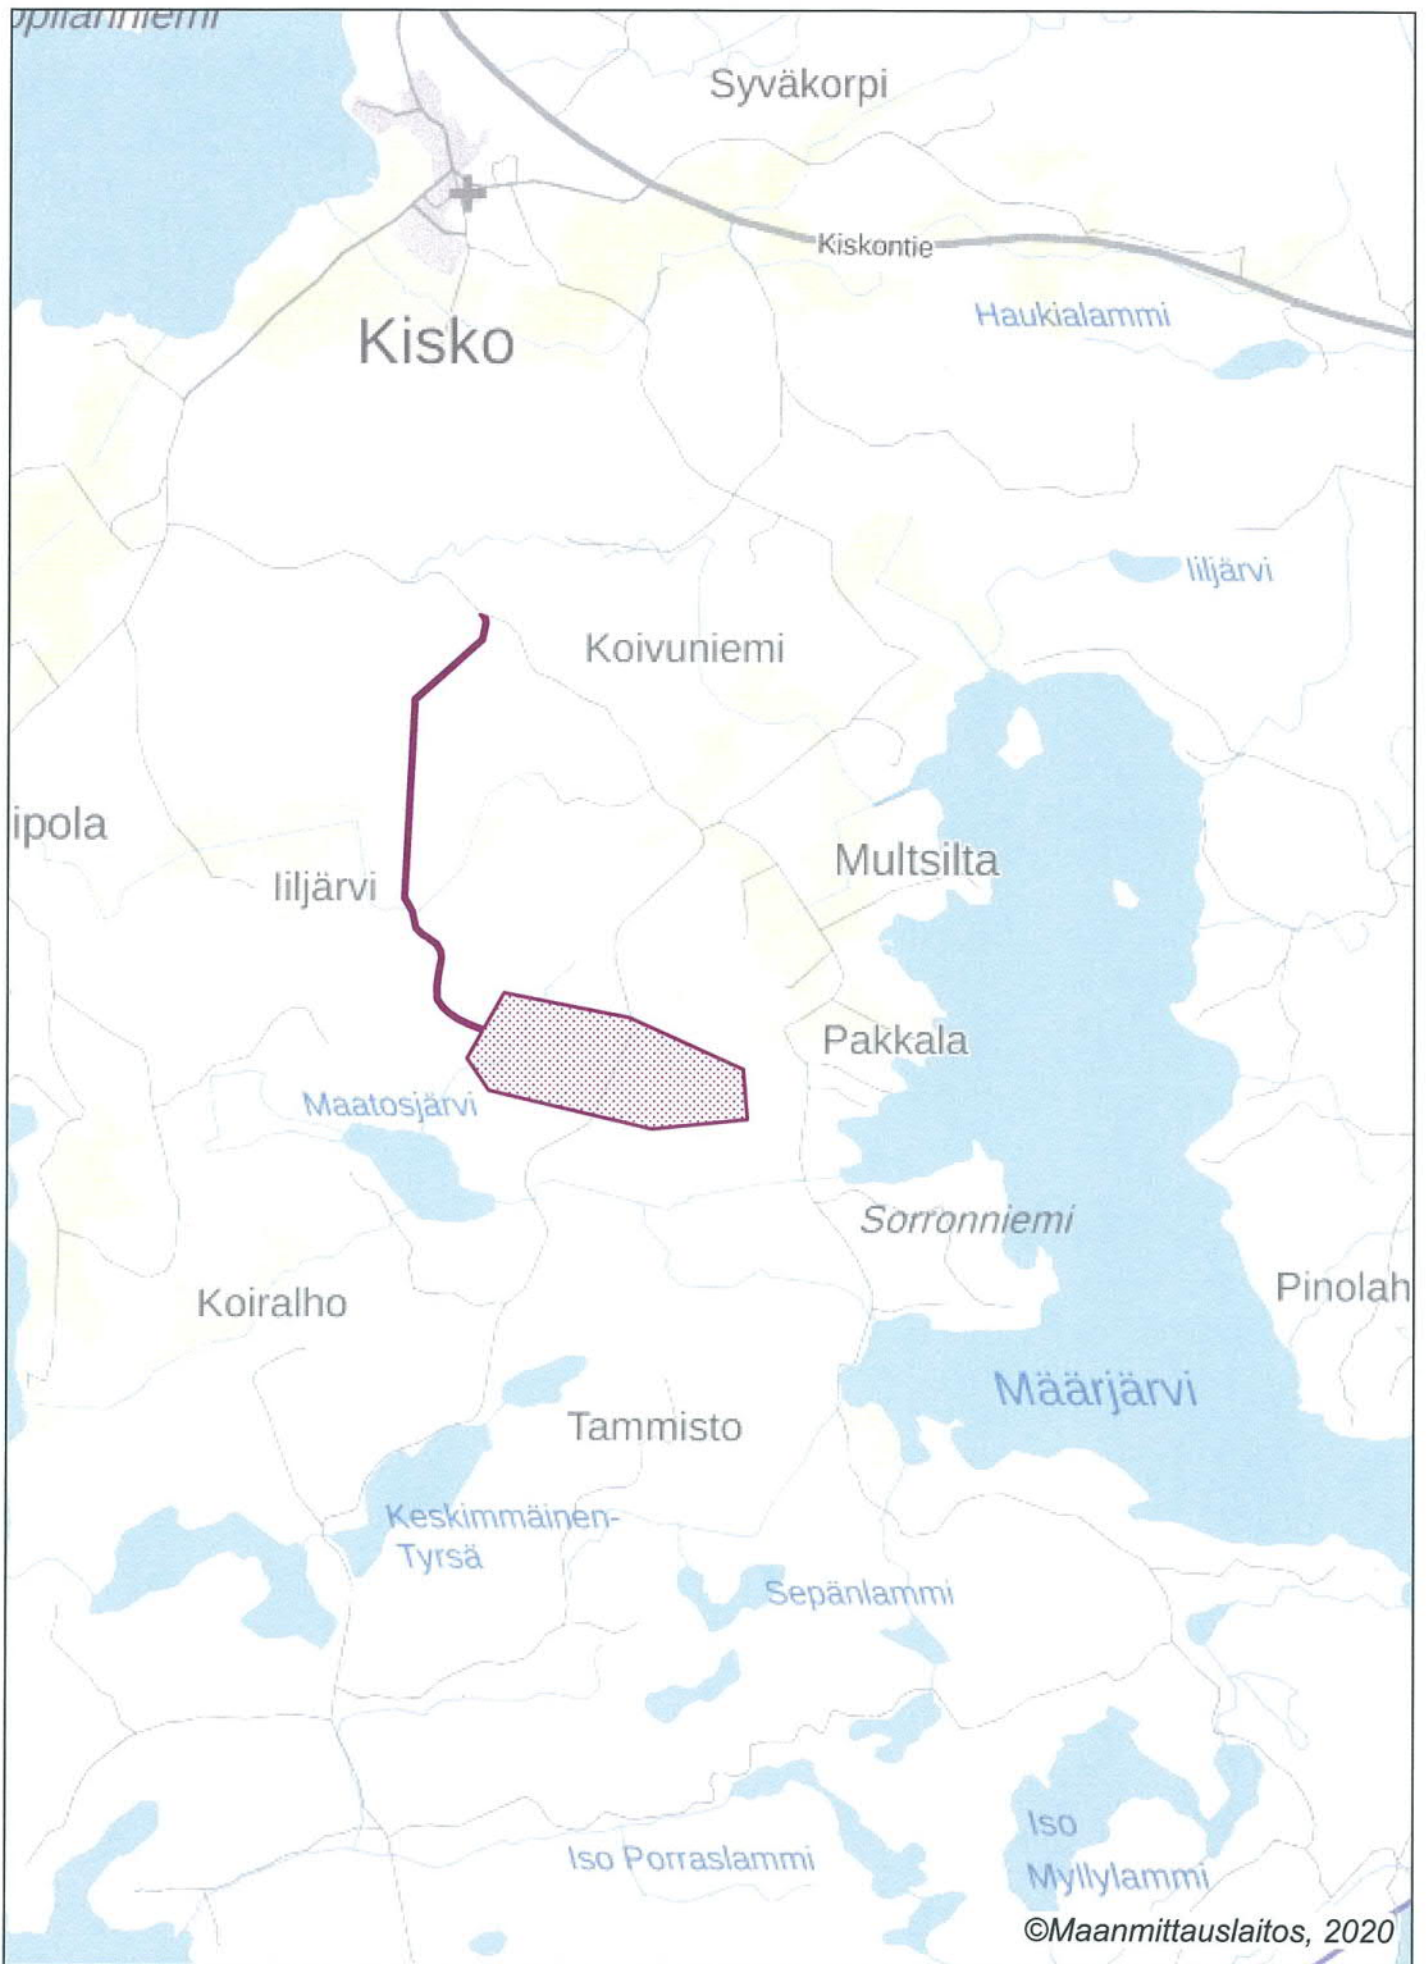 Syväkorpi
Kiskontie
Haukialammi
Kisko
Iiljärvi
Koivuniemi
ipola
Multsilta
Iiljärvi
Pakkala
Maatosjärvi
Sorronniemi
Pinolah
Koiralho
Määrjärvi
Tammisto
Keskimmäinen-
Tyrsä
Sepänlammi
Iso
Myllylammi
Iso Porraslammi
©Maanmittauslaitos, 2020